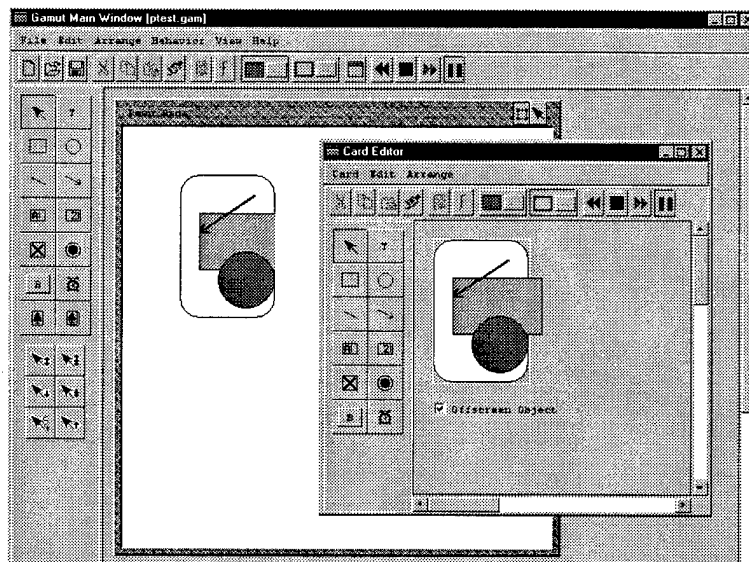 Gamut Main Window [ptest.gam]
File Edit Arrange Behavior View Help
Card Editor
Card Edit Arrange
Offscreen Object